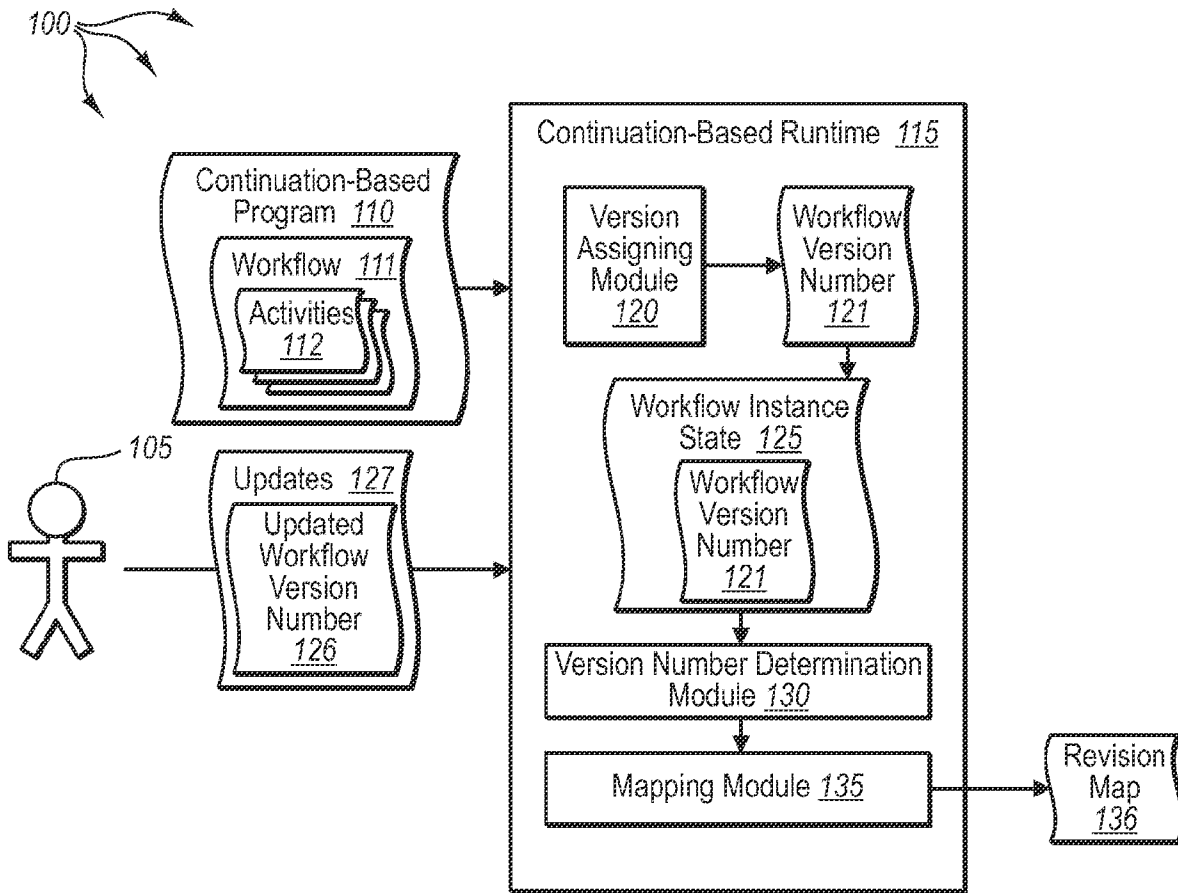 100
Continuation-Based Runtime 115
Continuation-Based
Program 110
Workflow 111
Activities
112
Version
Assigning
Module
120
Workflow
Version
Number
121
Workflow Instance
State 125
Workflow
Version
Number
121
105
Updates 127
Updated
Workflow
Version
Number
126
Version Number Determination
Module 130
Mapping Module 135
Revision
Map
136